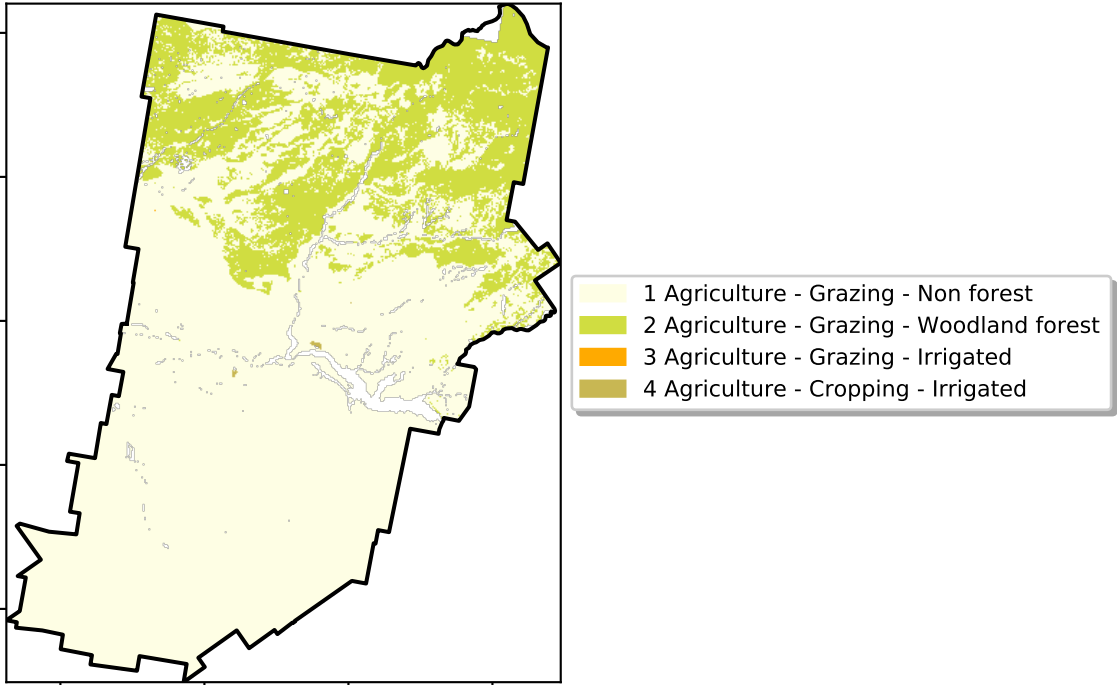 1 Agriculture - Grazing - Non forest
2 Agriculture - Grazing - Woodland forest
3 Agriculture - Grazing - Irrigated
4 Agriculture - Cropping - Irrigated